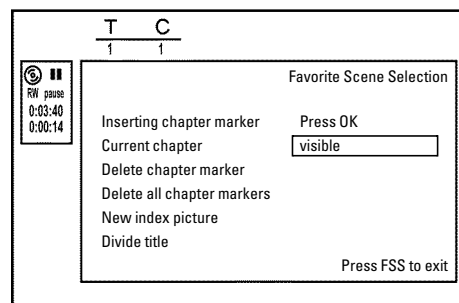 T C
1 1
RW pause
0:03:40
0:00:14
Favorite Scene Selection
Inserting chapter marker Press OK
Current chapter visible
Delete chapter marker
Delete all chapter markers
New index picture
Divide title
Press FSS to exit